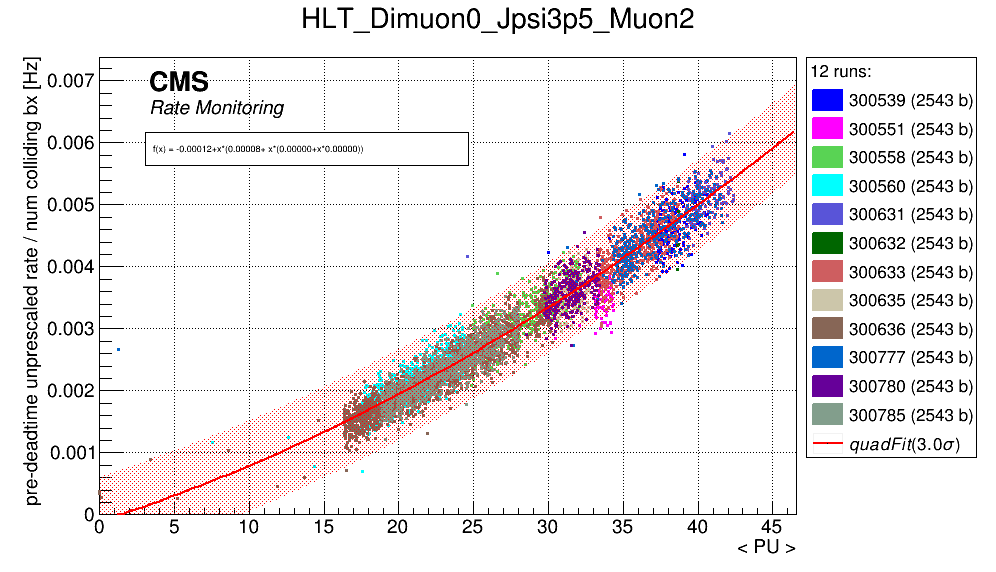 HLT_Dimuon0_Jpsi3p5_Muon2
pre-deadtime unprescaled rate / num colliding bx [Hz]
0.007
0.006
0.005
0.004
0.003
0.002
0.001
0
CMS
Rate Monitoring
f(x) = -0.00012+x*(0.00008+ x*(0.00000+x*0.00000))
0 5 10 15 20 25 30 35 40 45
< PU >
12 runs:
300539 (2543 b)
300551 (2543 b)
300558 (2543 b)
300560 (2543 b)
300631 (2543 b)
300632 (2543 b)
300633 (2543 b)
300635 (2543 b)
300636 (2543 b)
300777 (2543 b)
300780 (2543 b)
300785 (2543 b)
quadFit(3.0σ)